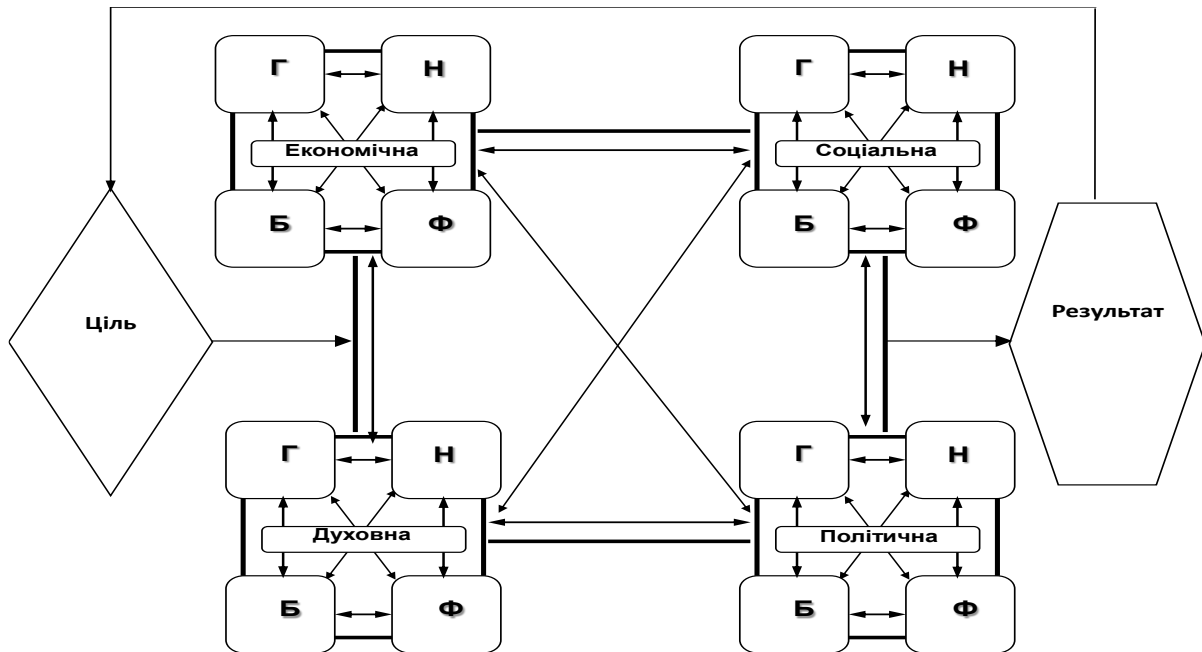 Г Н Г Н
Економічна Соціальна
Б Ф Б Ф
Ціль Результат
Г Н Г Н
Духовна Політична
Б Ф Б Ф